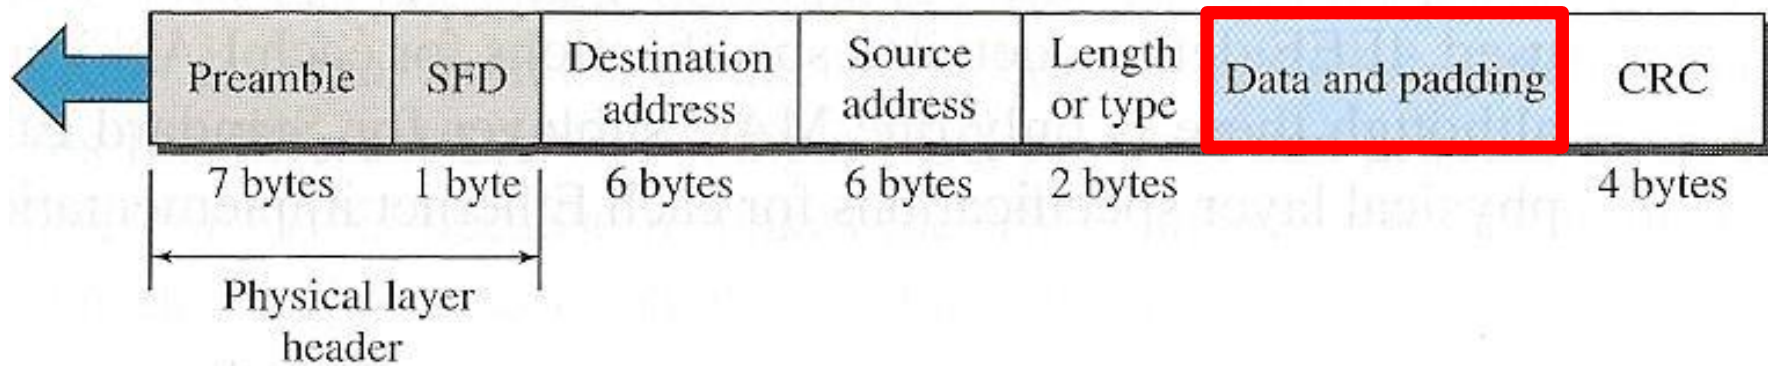 Preamble
SFD
Destination
address
Source
address
Length
or type
Data and padding
CRC
7 bytes
1 byte
6 bytes
6 bytes
2 bytes
4 bytes
Physical layer
header